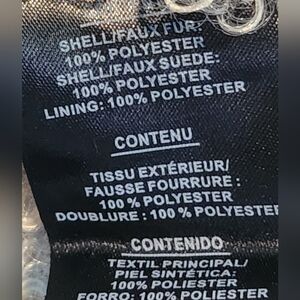 SHELL/FAUX FUR:
100% POLYESTER
SHELL/FAUX SUEDE:
100% POLYESTER
LINING: 100% POLYESTER
CONTENU
TISSU EXTÉRIEUR/
FAUSSE FOURRURE :
100 % POLYESTER
DOUBLURE : 100 % POLYESTER
CONTENIDO
TEXTIL PRINCIPAL/
PIEL SINTÉTICA:
100% POLIESTER
FORRO: 100% POLIESTER